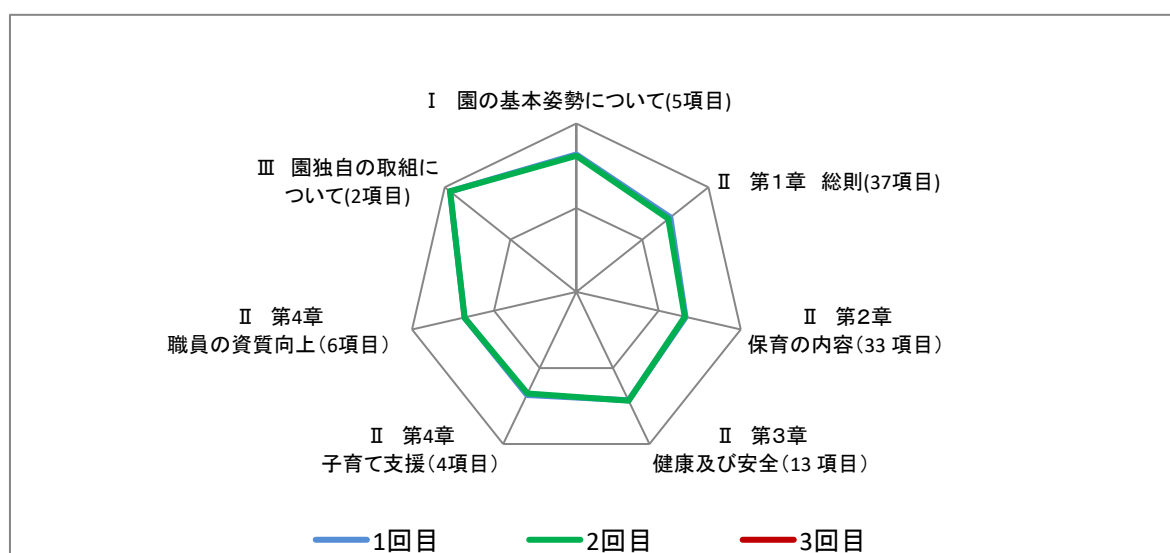 Ⅰ　園の基本姿勢について(5項目)
Ⅱ　第１章　総則(37項目)
Ⅱ　第２章
保育の内容（33 項目）
Ⅱ　第３章
健康及び安全（13 項目）
Ⅱ　第4章
子育て支援（4項目）
Ⅱ　第4章
職員の資質向上（6項目）
Ⅲ　園独自の取組に
ついて(2項目)
1回目
2回目
3回目